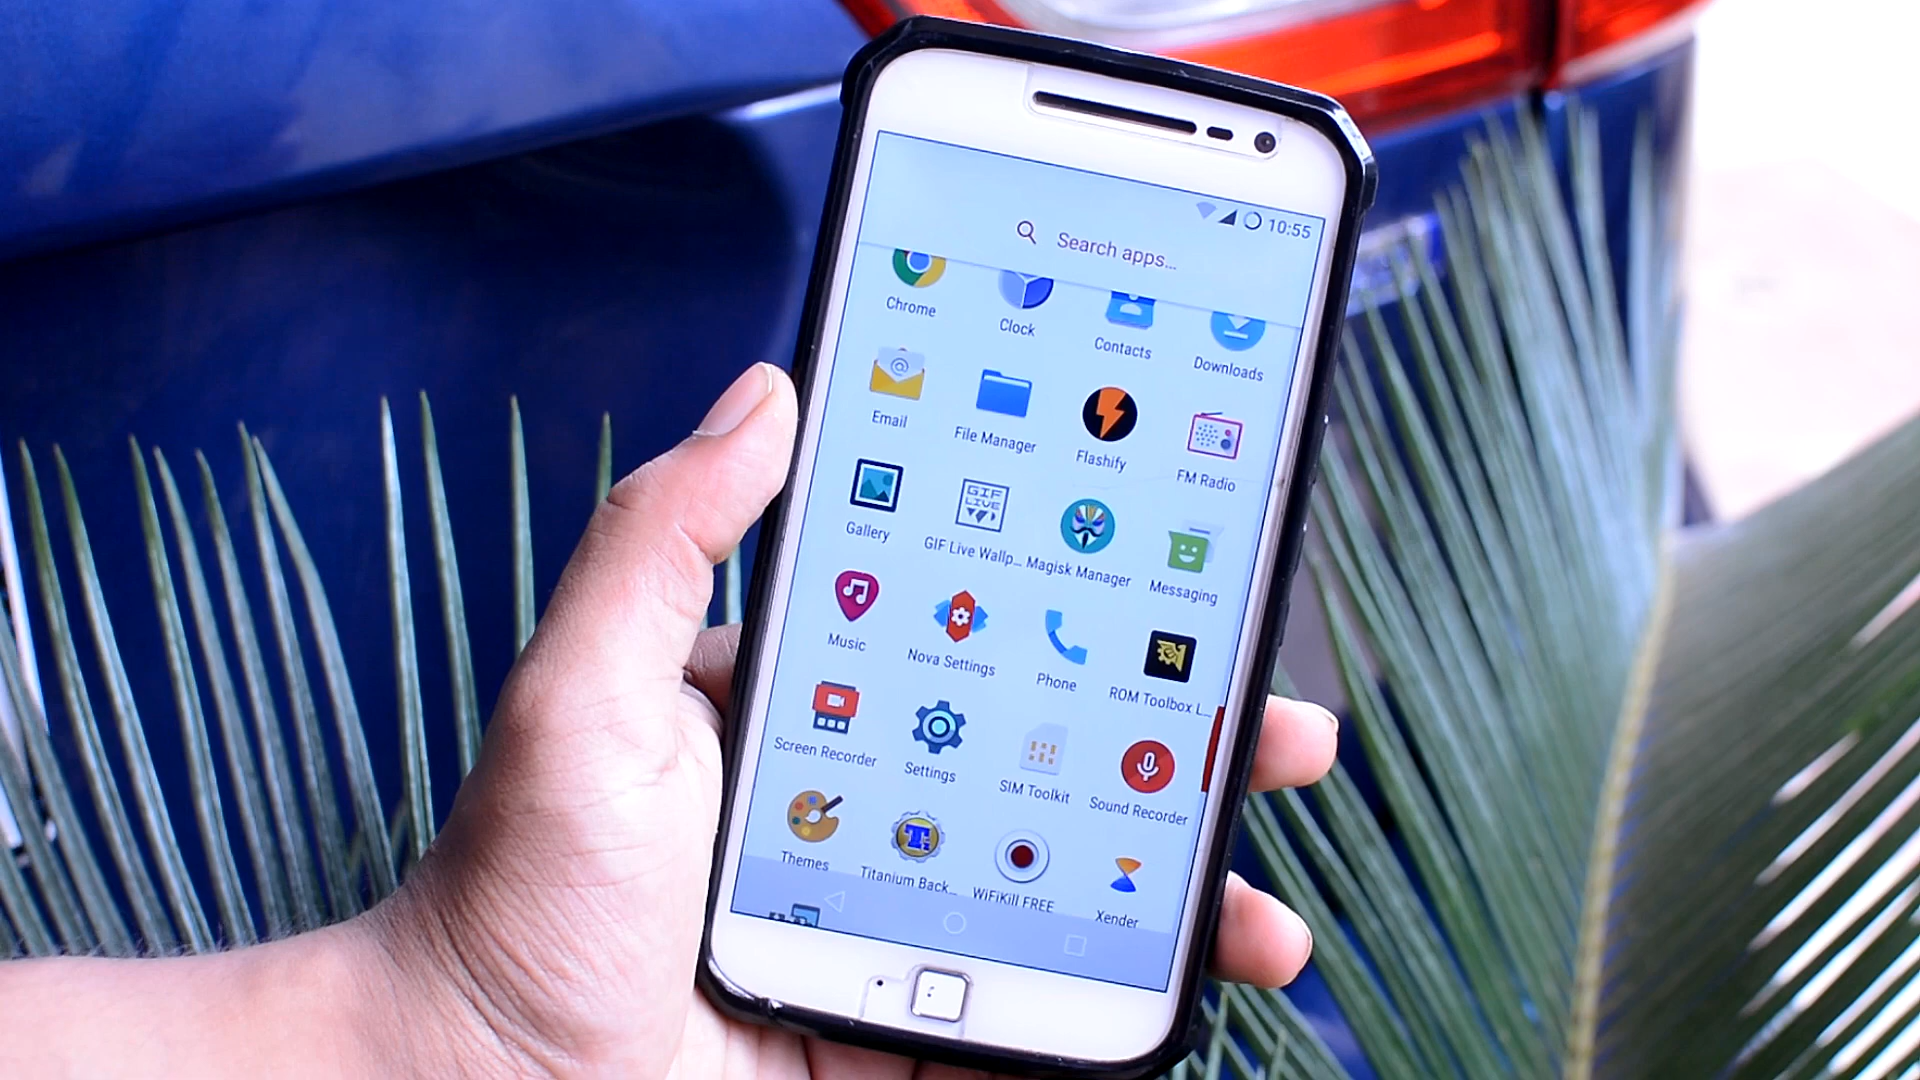 10:55
Search apps...
Chrome
Clock
Contacts
Downloads
Email
File Manager
Flashify
FM Radio
GIF
LIVE
Gallery
GIF Live Wallp...
Magisk Manager
Messaging
Music
Nova Settings
Phone
ROM Toolbox L...
Screen Recorder
Settings
SIM Toolkit
Sound Recorder
Themes
Titanium Back...
WiFiKill FREE
Xender